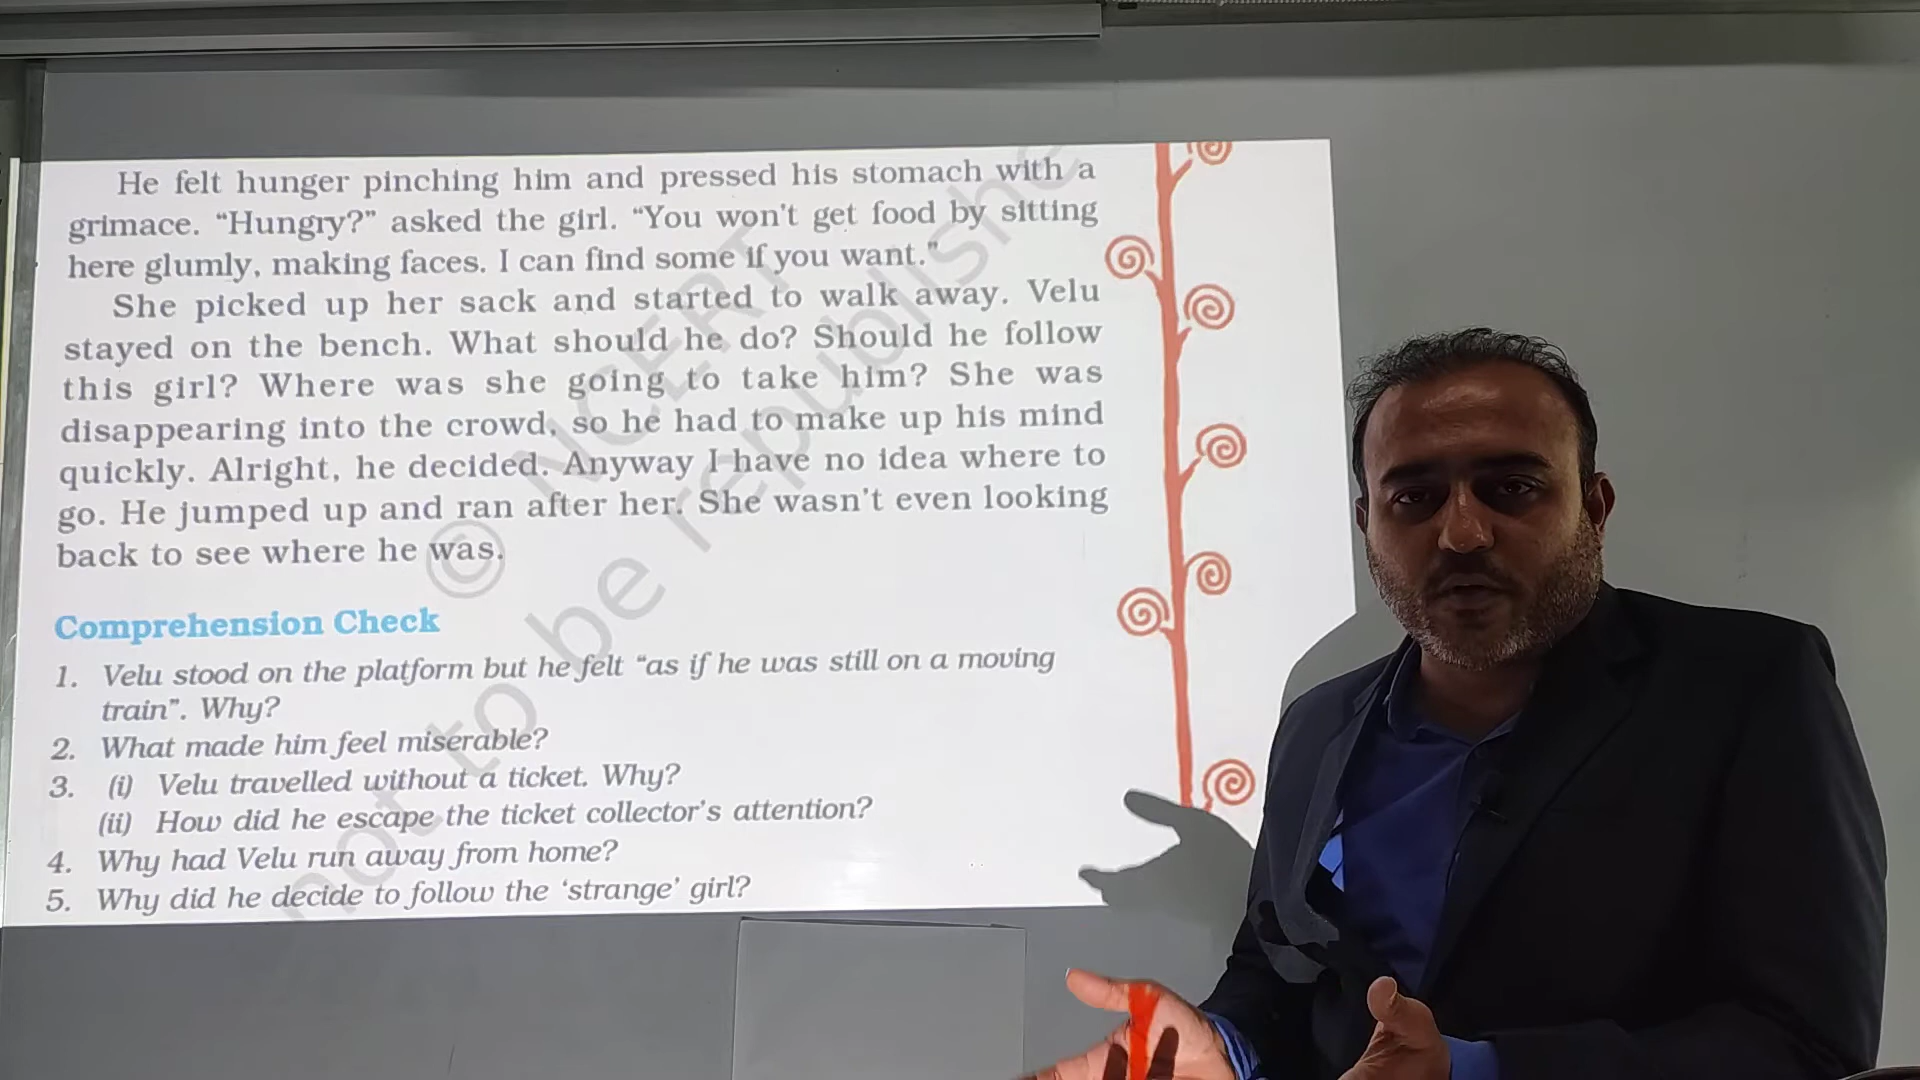 He felt hunger pinching him and pressed his stomach with a
grimace. “Hungry?” asked the girl. “You won't get food by sitting
here glumly, making faces. I can find some if you want.”
She picked up her sack and started to walk away. Velu
stayed on the bench. What should he do? Should he follow
this girl? Where was she going to take him? She was
disappearing into the crowd, so he had to make up his mind
quickly. Alright, he decided. Anyway I have no idea where to
go. He jumped up and ran after her. She wasn't even looking
back to see where he was.
© NCERT
not to be republishe
Comprehension Check
1. Velu stood on the platform but he felt “as if he was still on a moving
train”. Why?
2. What made him feel miserable?
3. (i) Velu travelled without a ticket. Why?
(ii) How did he escape the ticket collector's attention?
4. Why had Velu run away from home?
5. Why did he decide to follow the ‘strange’ girl?